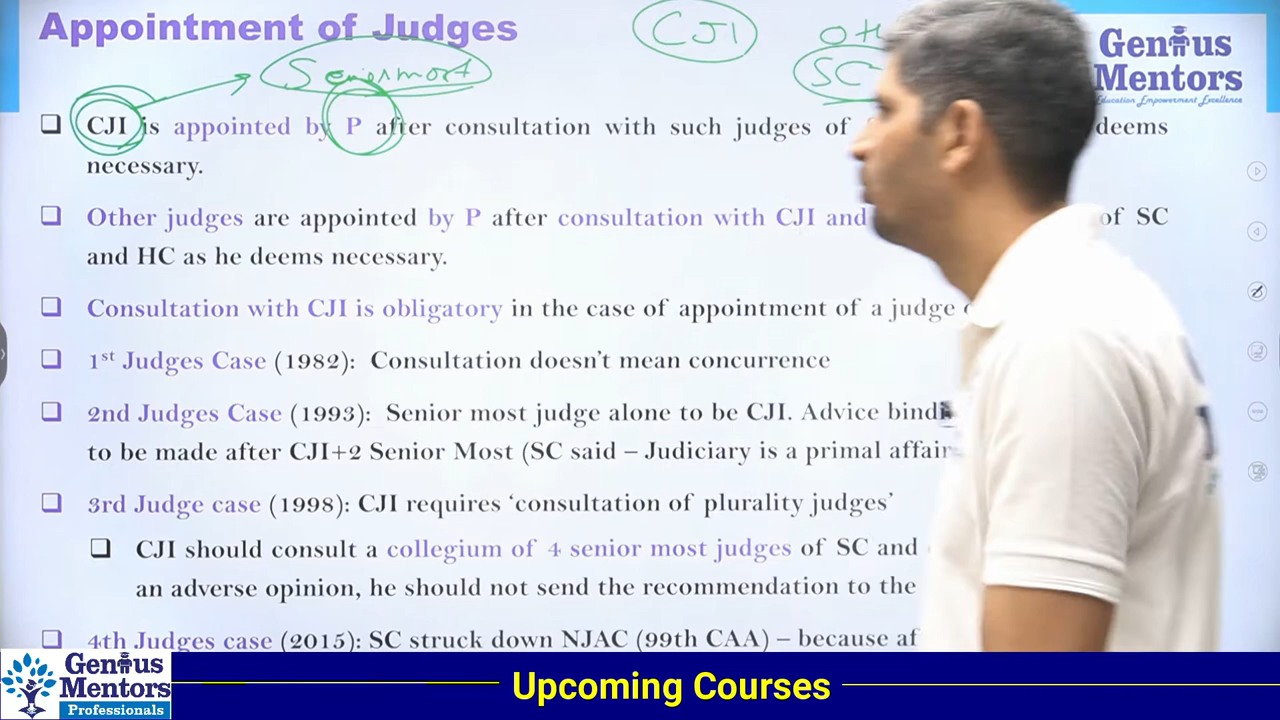 Appointment of Judges
CJI
Oth
SC
Genius
Mentors
Education Empowerment Excellence
Seniormost
❑ CJI is appointed by P after consultation with such judges of deems
necessary.
❑ Other judges are appointed by P after consultation with CJI and of SC
and HC as he deems necessary.
❑ Consultation with CJI is obligatory in the case of appointment of a judge
❑ 1st Judges Case (1982): Consultation doesn't mean concurrence
❑ 2nd Judges Case (1993): Senior most judge alone to be CJI. Advice bindi
to be made after CJI+2 Senior Most (SC said – Judiciary is a primal affair
❑ 3rd Judge case (1998): CJI requires 'consultation of plurality judges'
❑ CJI should consult a collegium of 4 senior most judges of SC and
an adverse opinion, he should not send the recommendation to the
❑ 4th Judges case (2015): SC struck down NJAC (99th CAA) – because af
Genius
Mentors
Professionals
Upcoming Courses